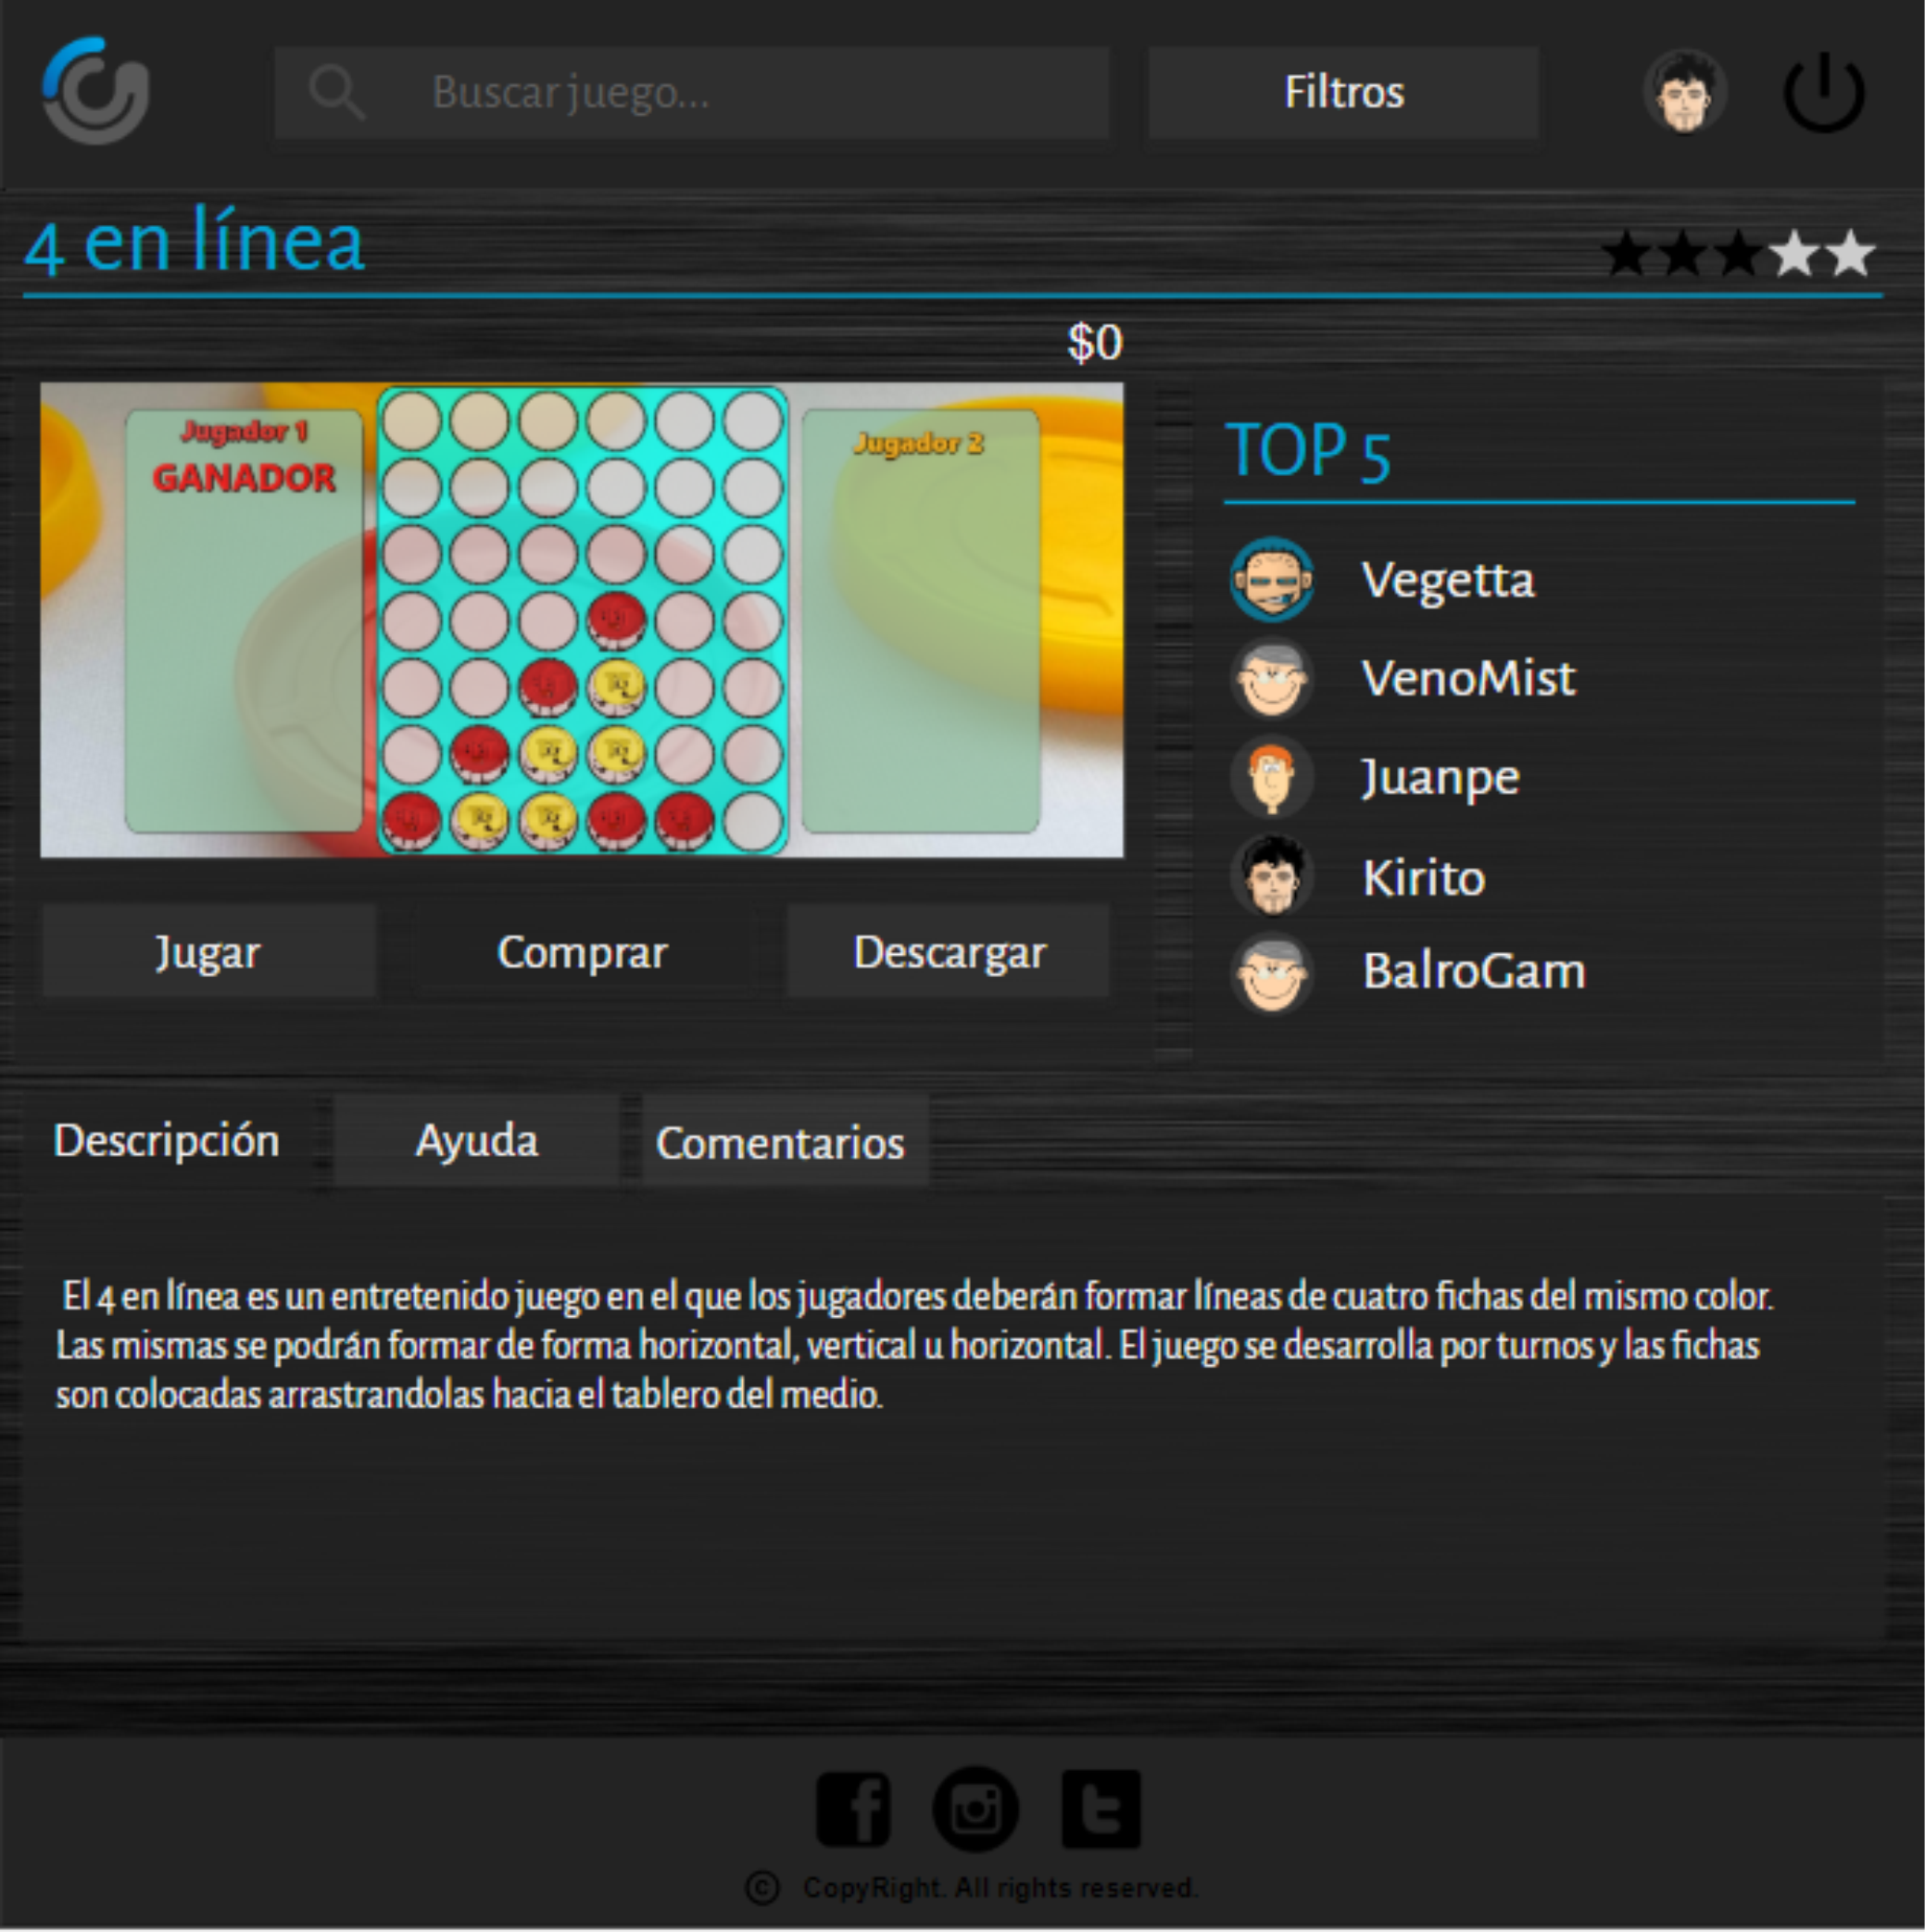 Buscar juego...
Filtros
4 en línea
$0
Jugador 1
GANADOR
Jugador 2
TOP 5
Vegetta
VenoMist
Juanpe
Kirito
BalroGam
Jugar
Comprar
Descargar
Descripción
Ayuda
Comentarios
El 4 en línea es un entretenido juego en el que los jugadores deberán formar líneas de cuatro fichas del mismo color.
Las mismas se podrán formar de forma horizontal, vertical u horizontal. El juego se desarrolla por turnos y las fichas
son colocadas arrastrandolas hacia el tablero del medio.
© CopyRight. All rights reserved.